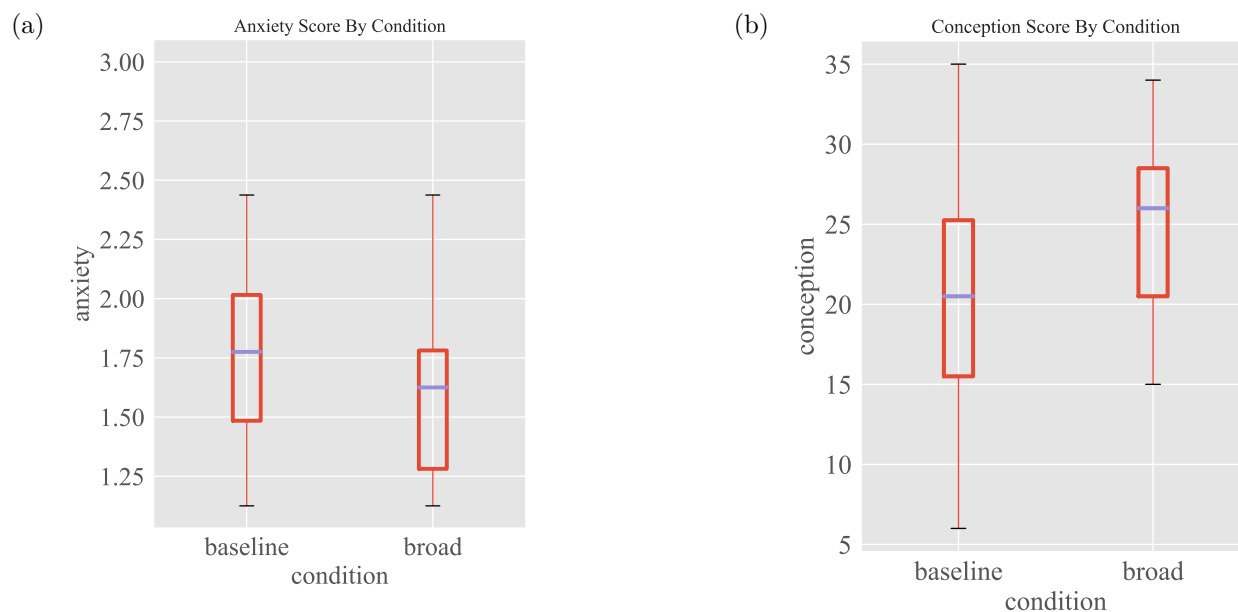 (a)
Anxiety Score By Condition
3.00
2.75
2.50
2.25
2.00
1.75
1.50
1.25
anxiety
baseline broad
condition
(b)
Conception Score By Condition
35
30
25
20
15
10
5
conception
baseline broad
condition